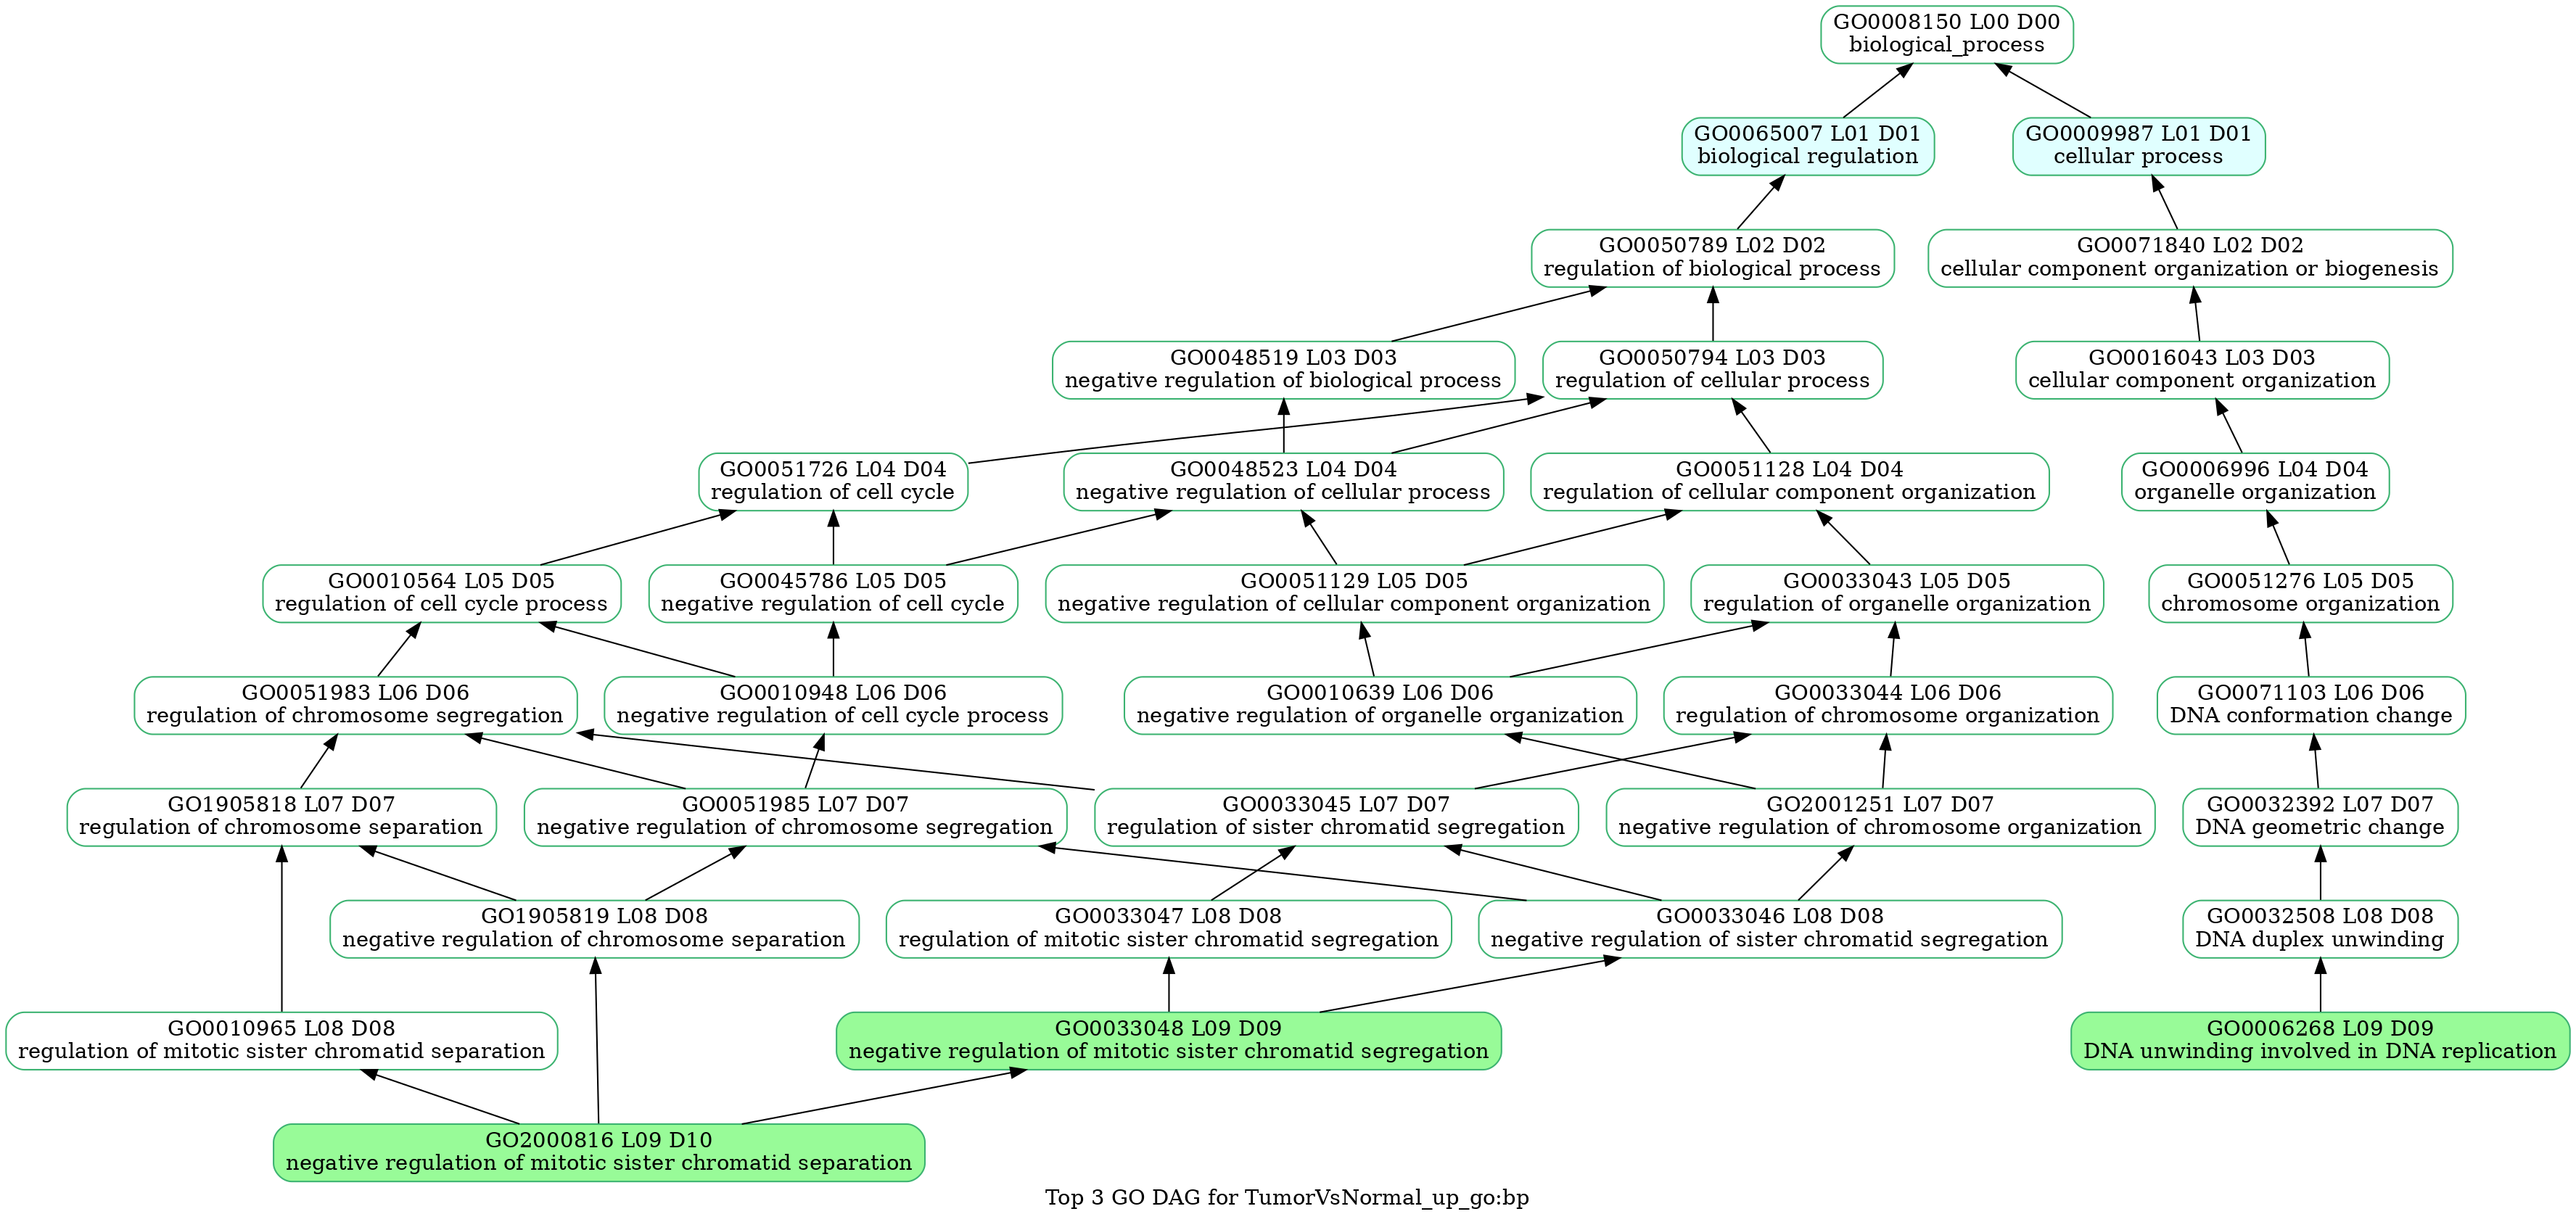 GO0008150 L00 D00
biological_process
GO0065007 L01 D01
biological regulation
GO0009987 L01 D01
cellular process
GO0050789 L02 D02
regulation of biological process
GO0071840 L02 D02
cellular component organization or biogenesis
GO0048519 L03 D03
negative regulation of biological process
GO0050794 L03 D03
regulation of cellular process
GO0016043 L03 D03
cellular component organization
GO0051726 L04 D04
regulation of cell cycle
GO0048523 L04 D04
negative regulation of cellular process
GO0051128 L04 D04
regulation of cellular component organization
GO0006996 L04 D04
organelle organization
GO0010564 L05 D05
regulation of cell cycle process
GO0045786 L05 D05
negative regulation of cell cycle
GO0051129 L05 D05
negative regulation of cellular component organization
GO0033043 L05 D05
regulation of organelle organization
GO0051276 L05 D05
chromosome organization
GO0051983 L06 D06
regulation of chromosome segregation
GO0010948 L06 D06
negative regulation of cell cycle process
GO0010639 L06 D06
negative regulation of organelle organization
GO0033044 L06 D06
regulation of chromosome organization
GO0071103 L06 D06
DNA conformation change
GO1905818 L07 D07
regulation of chromosome separation
GO0051985 L07 D07
negative regulation of chromosome segregation
GO0033045 L07 D07
regulation of sister chromatid segregation
GO2001251 L07 D07
negative regulation of chromosome organization
GO0032392 L07 D07
DNA geometric change
GO1905819 L08 D08
negative regulation of chromosome separation
GO0033047 L08 D08
regulation of mitotic sister chromatid segregation
GO0033046 L08 D08
negative regulation of sister chromatid segregation
GO0032508 L08 D08
DNA duplex unwinding
GO0010965 L08 D08
regulation of mitotic sister chromatid separation
GO0033048 L09 D09
negative regulation of mitotic sister chromatid segregation
GO0006268 L09 D09
DNA unwinding involved in DNA replication
GO2000816 L09 D10
negative regulation of mitotic sister chromatid separation
Top 3 GO DAG for TumorVsNormal_up_go:bp